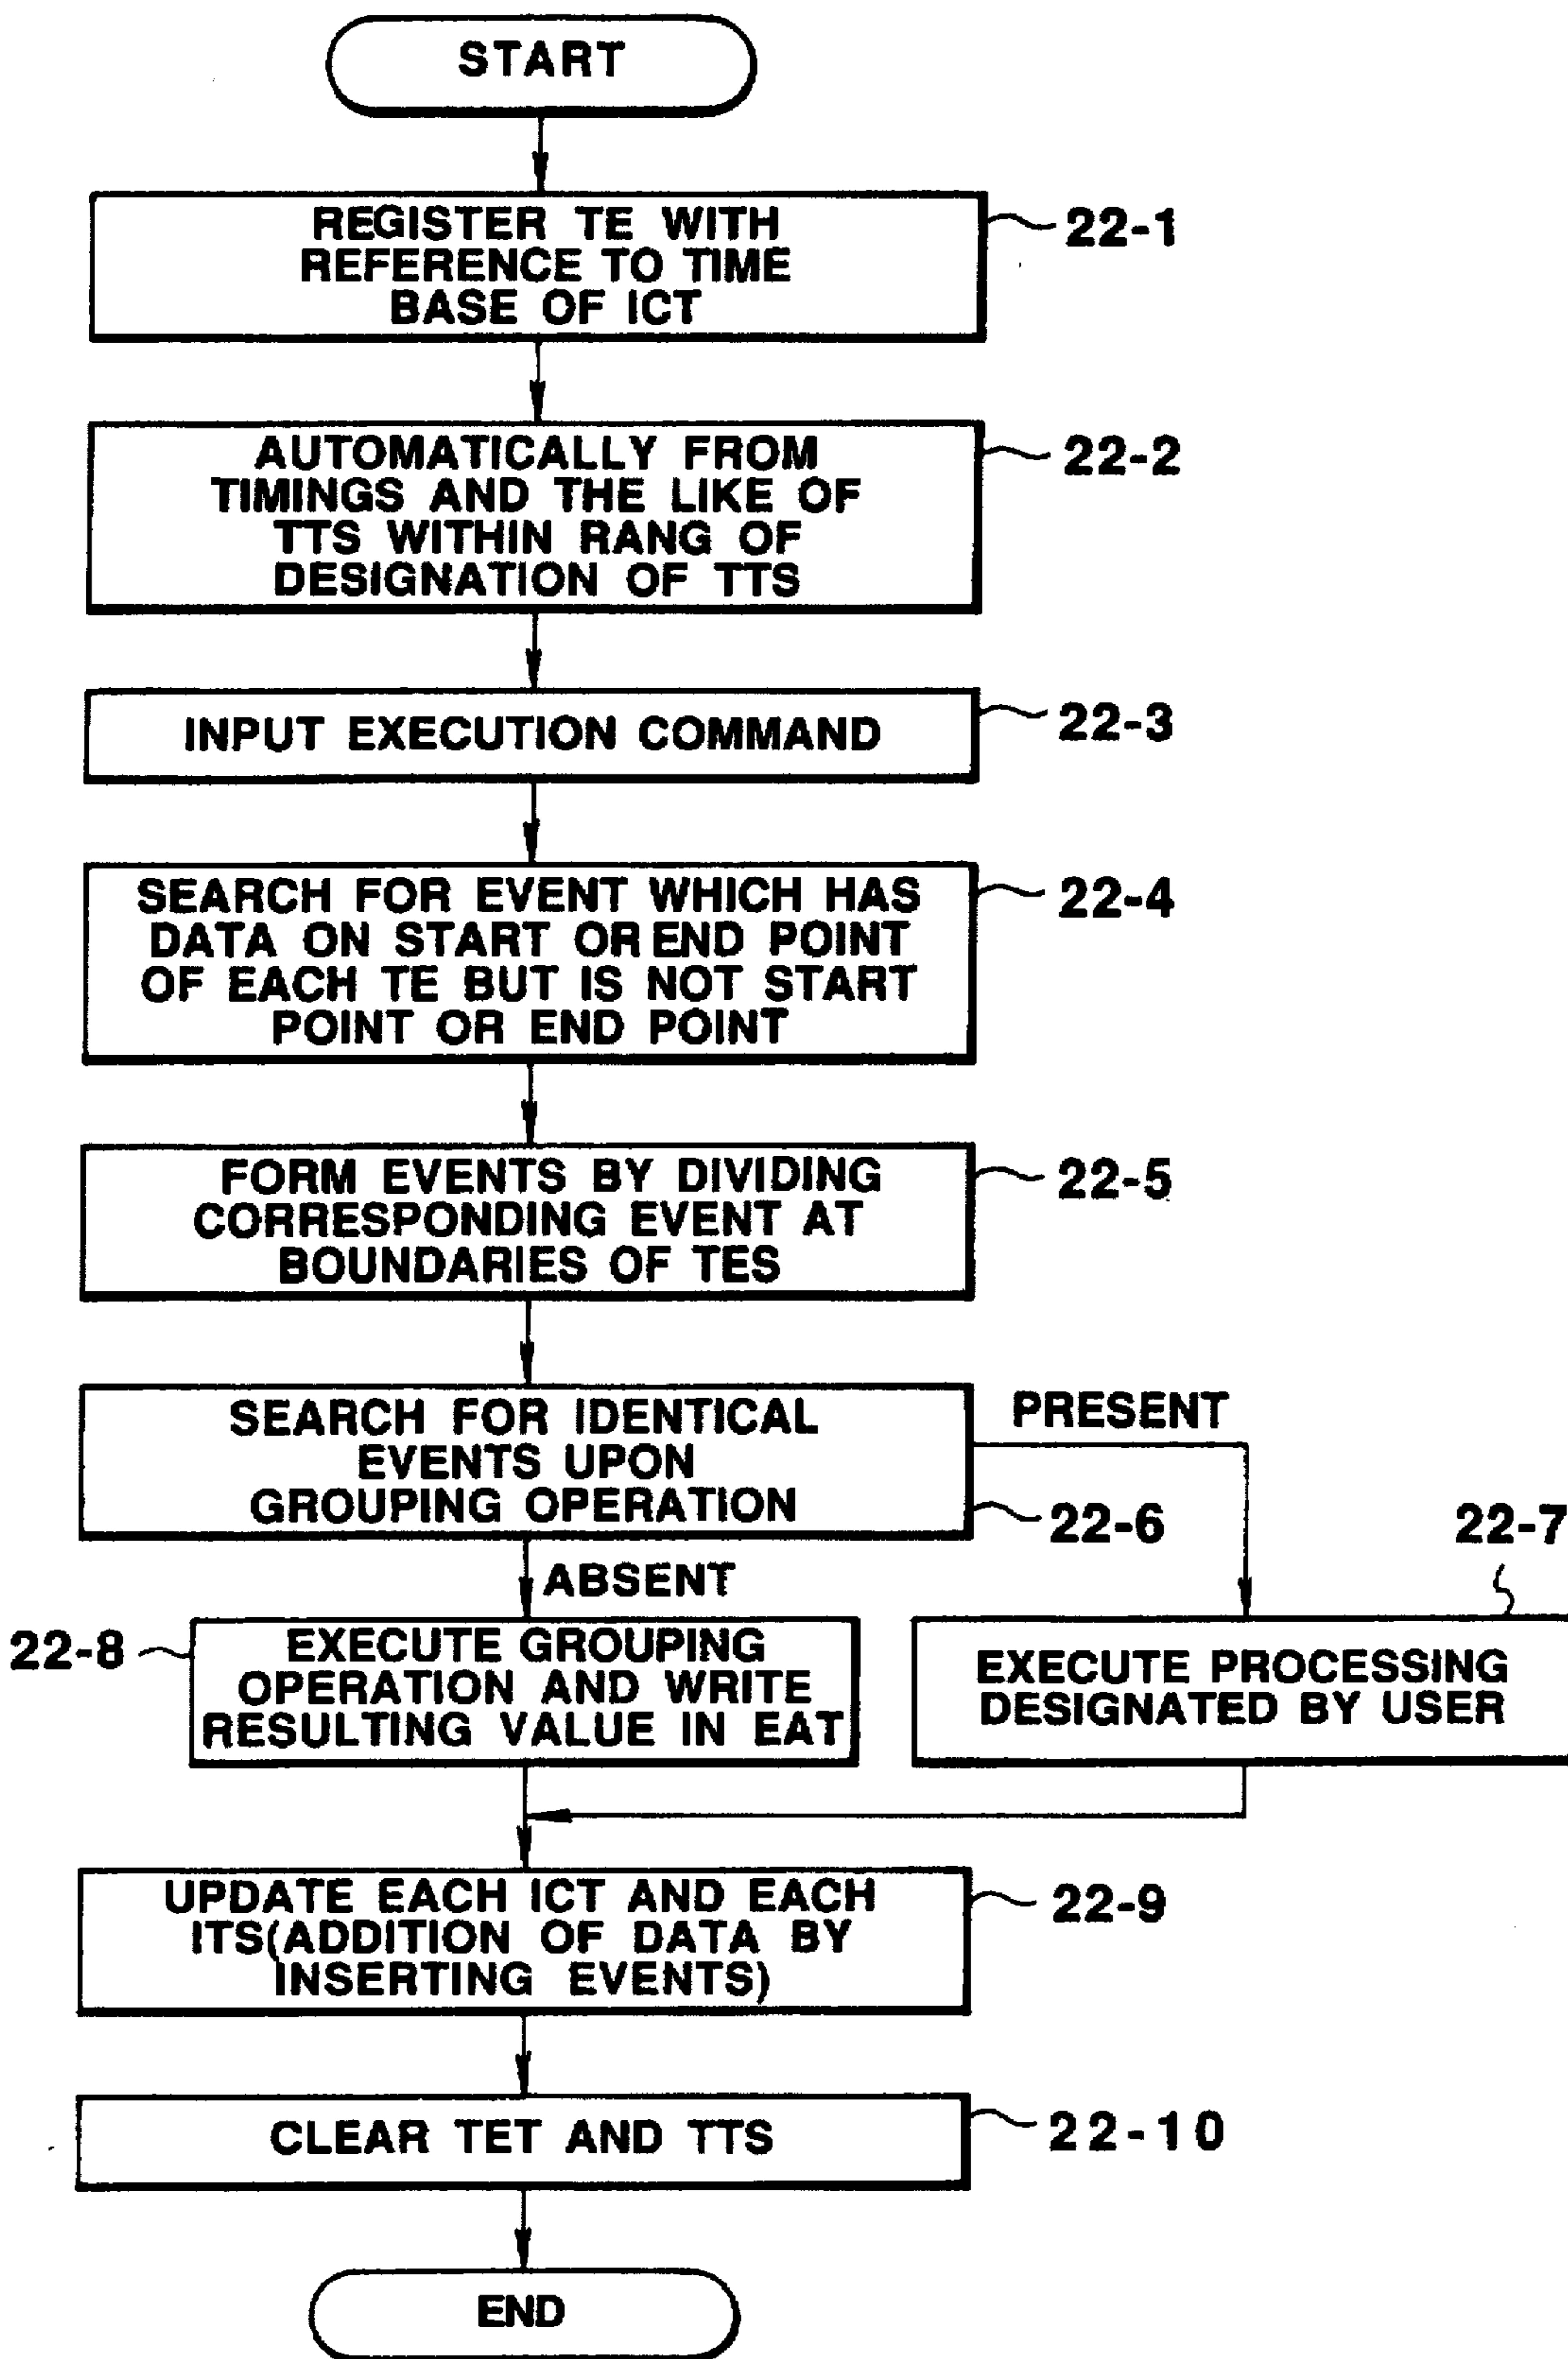 START
REGISTER TE WITH
REFERENCE TO TIME
BASE OF ICT
22-1
AUTOMATICALLY FROM
TIMINGS AND THE LIKE OF
TTS WITHIN RANG OF
DESIGNATION OF TTS
22-2
INPUT EXECUTION COMMAND
22-3
SEARCH FOR EVENT WHICH HAS
DATA ON START OR END POINT
OF EACH TE BUT IS NOT START
POINT OR END POINT
22-4
FORM EVENTS BY DIVIDING
CORRESPONDING EVENT AT
BOUNDARIES OF TES
22-5
SEARCH FOR IDENTICAL
EVENTS UPON
GROUPING OPERATION
PRESENT
22-6
22-7
ABSENT
22-8
EXECUTE GROUPING
OPERATION AND WRITE
RESULTING VALUE IN EAT
EXECUTE PROCESSING
DESIGNATED BY USER
UPDATE EACH ICT AND EACH
ITS(ADDITION OF DATA BY
INSERTING EVENTS)
22-9
CLEAR TET AND TTS
22-10
END